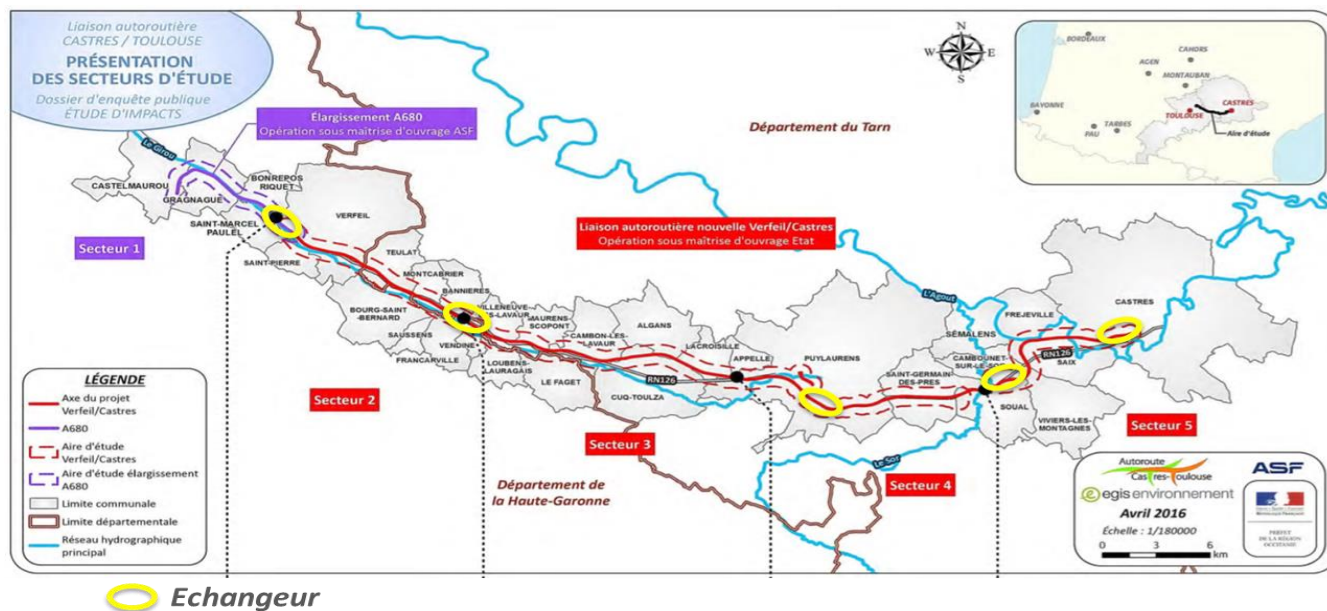 Liaison autoroutière
CASTRES / TOULOUSE
PRÉSENTATION
DES SECTEURS D'ÉTUDE
Dossier d'enquête publique
ÉTUDE D'IMPACTS
Élargissement A680
Opération sous maîtrise d'ouvrage ASF
Le Girou
CASTELMAUROU
GRAGNAGUE
BONREPOS
RIQUET
SAINT-MARCEL
PAULEL
VERFEIL
Secteur 1
SAINT-PIERRE
TEULAT
MONTCABRIER
BANNIERES
BOURG-SAINT
-BERNARD
SAUSSENS
VENDINE
FRANCARVILLE
LOUBENS-
LAURAGAIS
MAURENS-
SCOPONT
CAMBON-LES
-LAVAUR
LE FAGET
ALGANS
LACROISILLE
APPELLE
RN126
CUQ-TOULZA
PUYLAURENS
SAINT-GERMAIN
DES-PRES
SÉMALENS
FREJEVILLE
CASTRES
RN126
SAIX
SOUAL
VIVIERS-LES-
MONTAGNES
L'Agout
Le Sor
Secteur 2
Secteur 3
Secteur 4
Secteur 5
Département du Tarn
Liaison autoroutière nouvelle Verfeil/Castres
Opération sous maîtrise d'ouvrage Etat
Département de
la Haute-Garonne
N
W
E
S
BORDEAUX
CAHORS
AGEN
MONTAUBAN
CASTRES
BAYONNE
TOULOUSE
PAU
TARBES
Aire d'étude
LÉGENDE
Axe du projet
Verfeil/Castres
A680
Aire d'étude
Verfeil/Castres
Aire d'étude élargissement
A680
Limite communale
Limite départementale
Réseau hydrographique
principal
Autoroute
Castres-Toulouse
ASF
egis environnement
Avril 2016
Échelle : 1/180000
0 3 6
km
PRÉFET
DE LA RÉGION
OCCITANIE
Echangeur